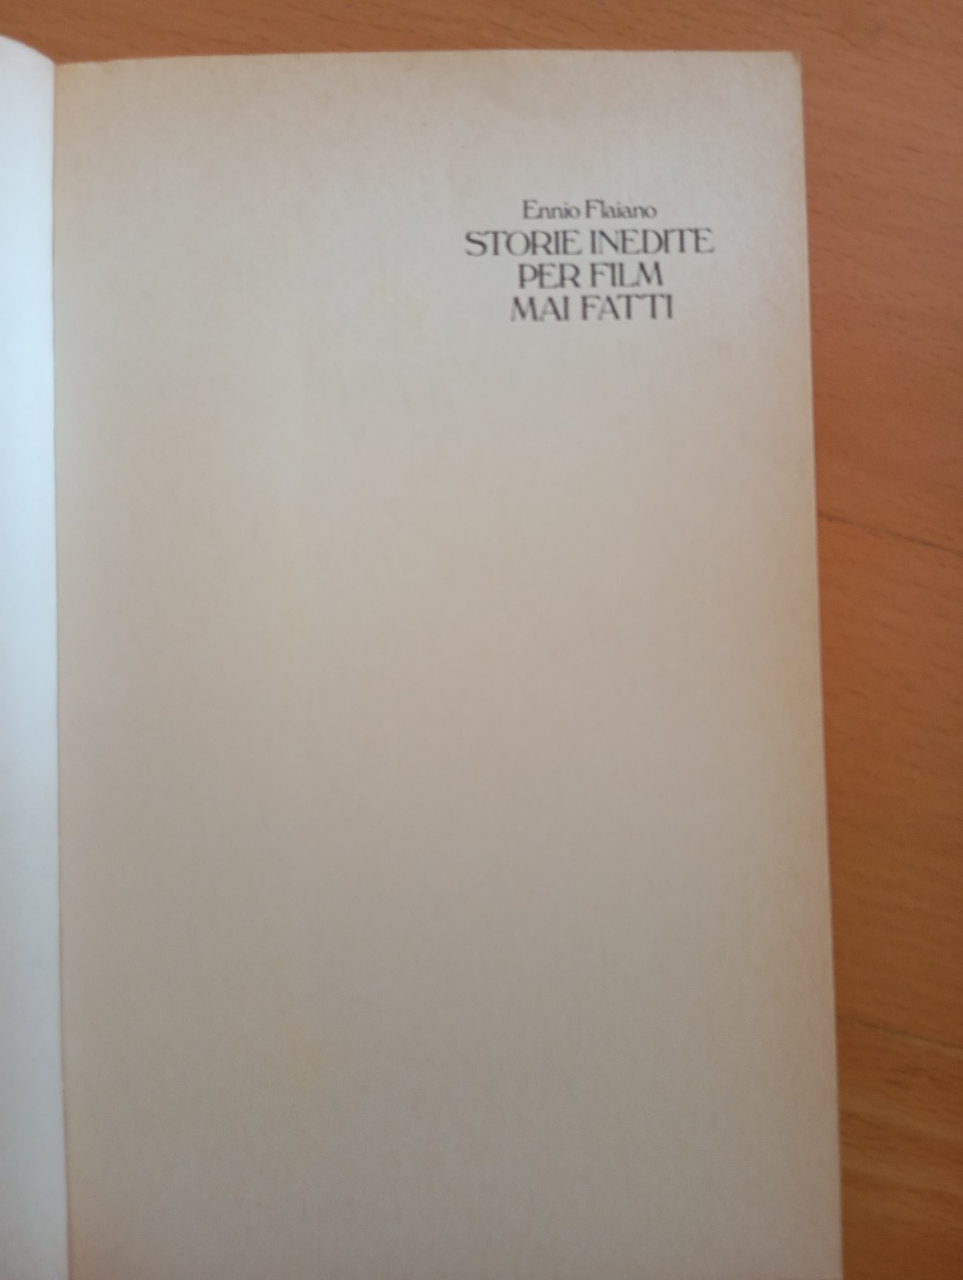 Ennio Flaiano
STORIE INEDITE
PER FILM
MAI FATTI